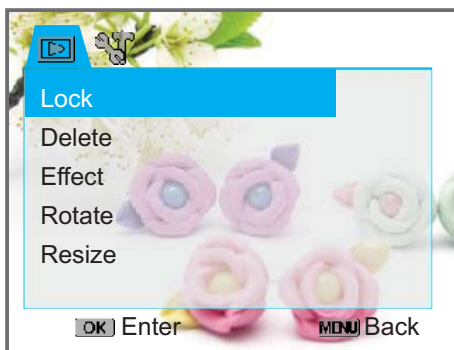 Lock
Delete
Effect
Rotate
Resize
OK Enter MENU Back